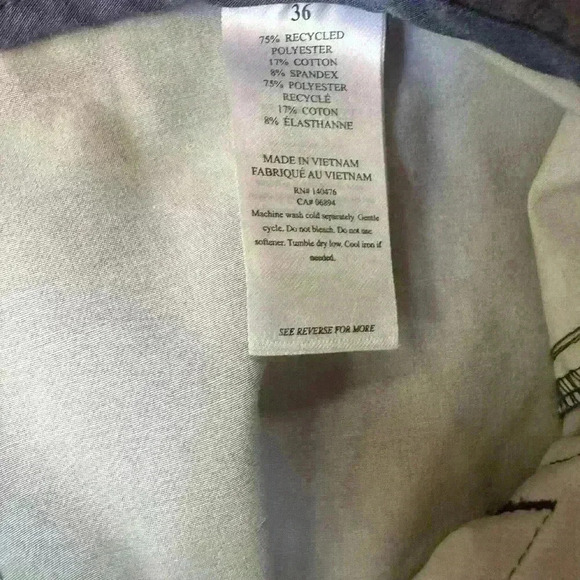 36
75% RECYCLED
POLYESTER
17% COTTON
8% SPANDEX
75% POLYESTER
RECYCLÉ
17% COTON
8% ÉLASTHANNE
MADE IN VIETNAM
FABRIQUÉ AU VIETNAM
RN# 140476
CA# 06894
Machine wash cold separately. Gentle
cycle. Do not bleach. Do not use
softener. Tumble dry low. Cool iron if
needed.
SEE REVERSE FOR MORE